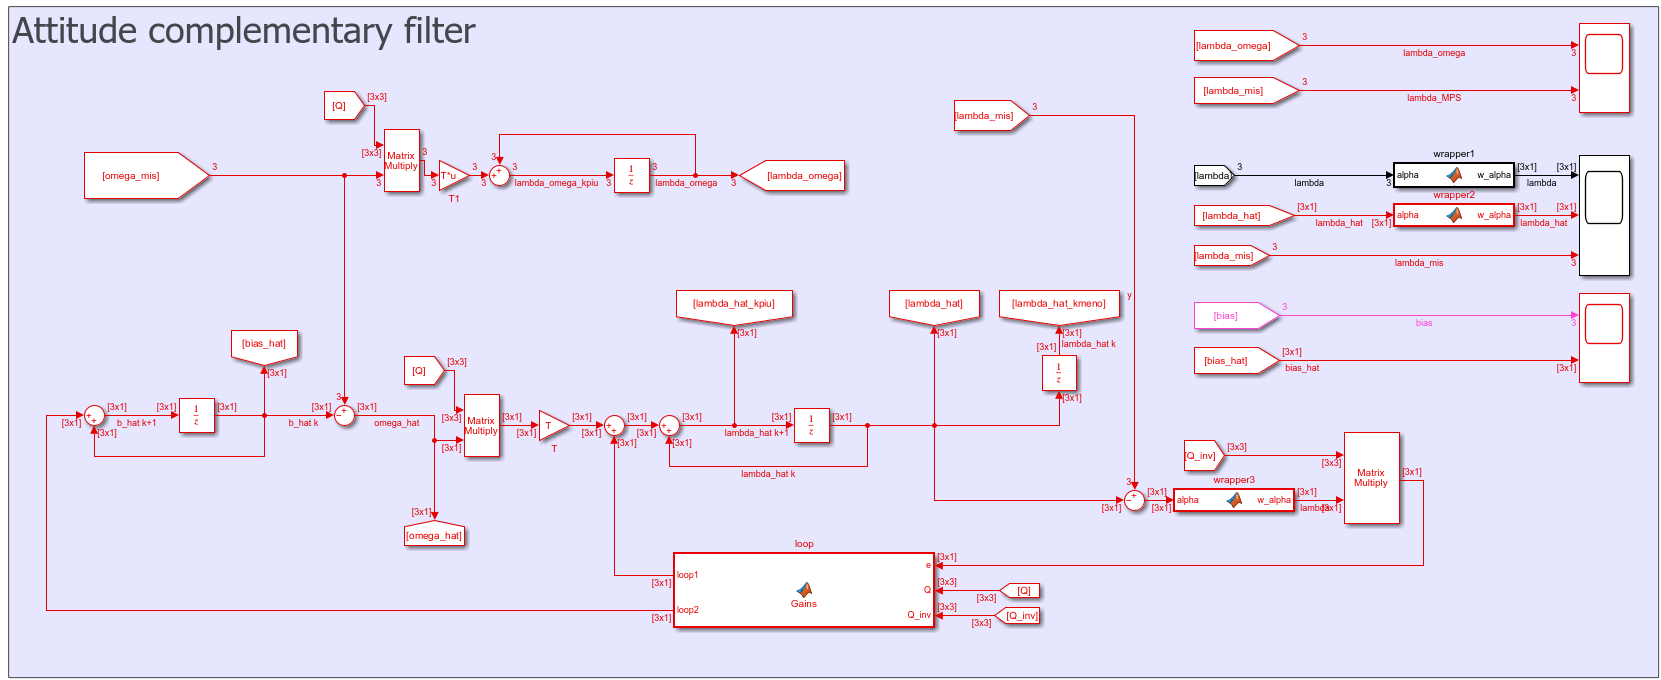 Attitude complementary filter
[lambda_omega]
3
lambda_omega
3
[lambda_mis]
3
lambda_MPS
3
[Q]
[3x3]
[3x3]
Matrix
Multiply
3
[omega_mis]
3
3
3
T*u
T1
3
3
3
+
+
3
lambda_omega_kpiu
3
1
z
3
lambda_omega
3
[lambda_omega]
[lambda_mis]
3
y
wrapper1
[lambda]
3
lambda
3
alpha
w_alpha
[3x1]
lambda
[3x1]
wrapper2
[lambda_hat]
[3x1]
lambda_hat
[3x1]
alpha
w_alpha
[3x1]
lambda_hat
[3x1]
[lambda_mis]
3
lambda_mis
3
[bias]
3
bias
3
[bias_hat]
[3x1]
bias_hat
[3x1]
[lambda_hat_kpiu]
[3x1]
[lambda_hat]
[3x1]
[lambda_hat_kmeno]
[3x1]
lambda_hat k
[3x1]
1
z
[3x1]
[bias_hat]
[3x1]
[3x1]
+
+
[3x1]
[3x1]
b_hat k+1
[3x1]
1
z
[3x1]
b_hat k
[3x1]
3
+
−
[3x1]
omega_hat
[Q]
[3x3]
[3x3]
[3x1]
Matrix
Multiply
[3x1]
[3x1]
T
T
[3x1]
[3x1]
+
+
[3x1]
[3x1]
[3x1]
+
+
[3x1]
[3x1]
lambda_hat k+1
[3x1]
1
z
[3x1]
lambda_hat k
[3x1]
[omega_hat]
3
+
−
[3x1]
[3x1]
[3x1]
wrapper3
alpha
w_alpha
[3x1]
lambda
[3x1]
[Q_inv]
[3x3]
[3x3]
Matrix
Multiply
[3x1]
loop
loop1
[3x1]
loop2
[3x1]
Gains
e
[3x1]
Q
[3x3]
[3x3]
[Q]
Q_inv
[3x3]
[3x3]
[Q_inv]